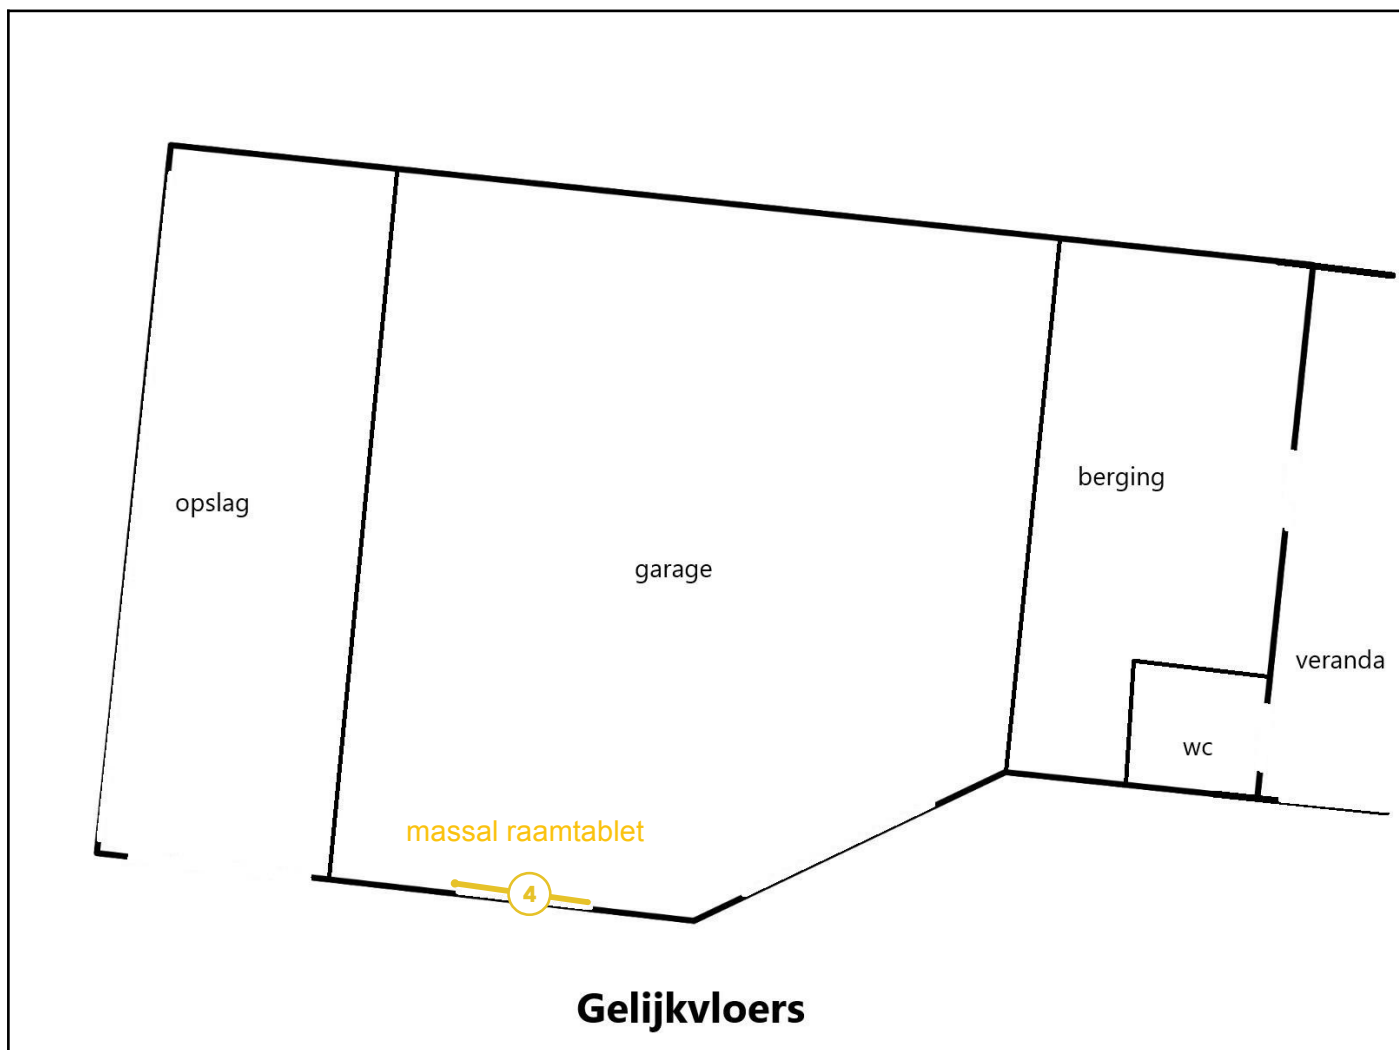 berging
opslag
garage
veranda
wc
massal raamtablet
4
Gelijkvloers